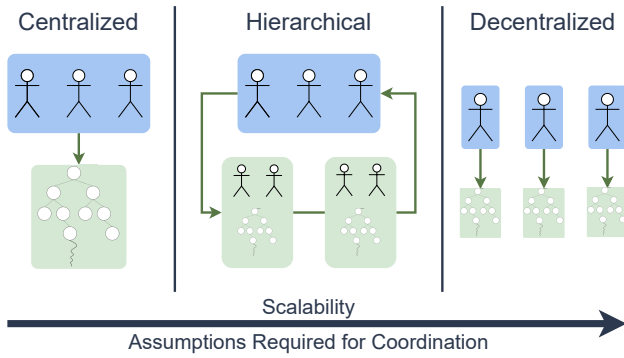 Centralized
Hierarchical
Decentralized
Scalability
Assumptions Required for Coordination